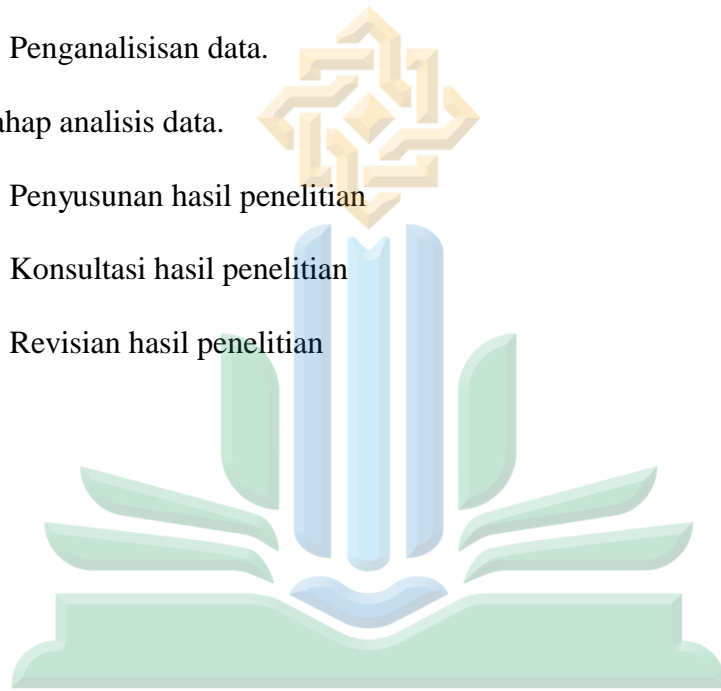 Penganalisisan data.
ahap analisis data.
Penyusunan hasil penelitian
Konsultasi hasil penelitian
Revisian hasil penelitian